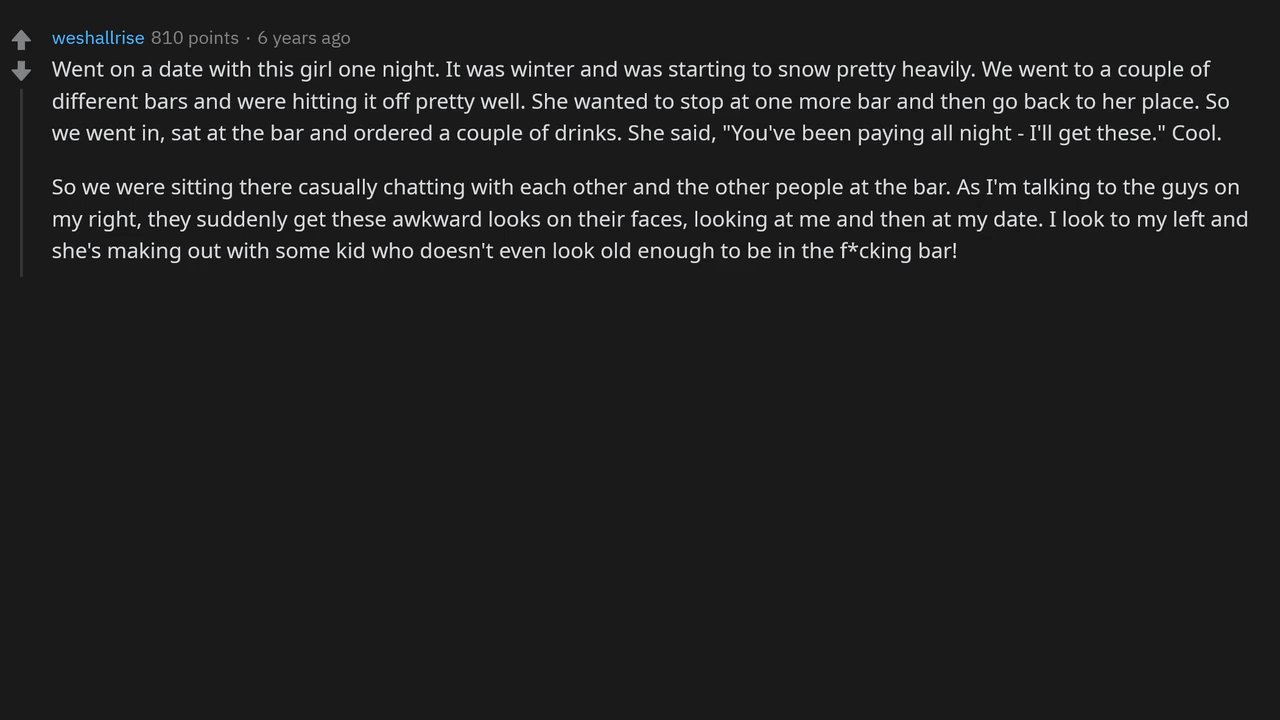 weshallrise 810 points · 6 years ago
Went on a date with this girl one night. It was winter and was starting to snow pretty heavily. We went to a couple of
different bars and were hitting it off pretty well. She wanted to stop at one more bar and then go back to her place. So
we went in, sat at the bar and ordered a couple of drinks. She said, "You've been paying all night - I'll get these." Cool.
So we were sitting there casually chatting with each other and the other people at the bar. As I'm talking to the guys on
my right, they suddenly get these awkward looks on their faces, looking at me and then at my date. I look to my left and
she's making out with some kid who doesn't even look old enough to be in the f*cking bar!